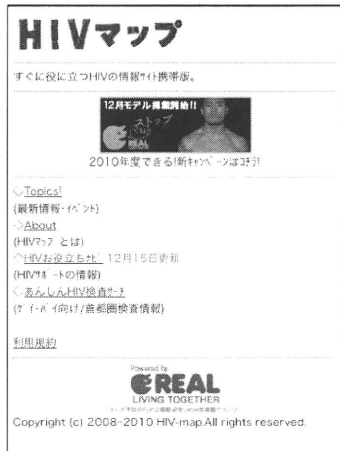 HIVマップ
すぐに役に立つHIVの情報サイト携帯版。
12月モデル掲載開始!!
ストップ
REAL
2010年度できる!新キャンペーンはコチラ!
◇Topics!
(最新情報・イベント)
◇About
(HIVマップ とは)
◇HIVお役立ちナビ 12月15日更新
(HIVサポートの情報)
◇あんしんHIV検査サーチ
(ゲイ・バイ向け/首都圏検査情報)
利用規約
Powered by
REAL
LIVING TOGETHER
Copyright (c) 2008-2010 HIV-map.All rights reserved.